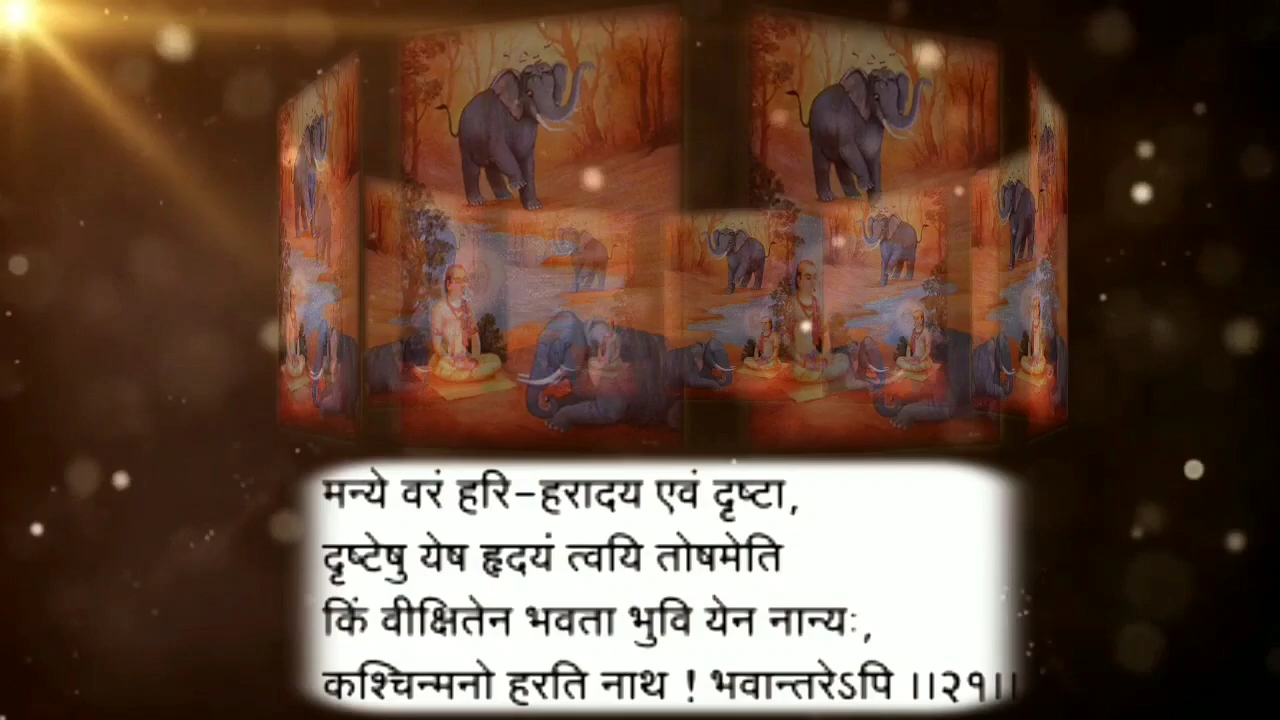 मन्ये वरं हरि-हरादय एवं दृष्टा,
दृष्टेषु येष हृदयं त्वयि तोषमेति
किं वीक्षितेन भवता भुवि येन नान्यः,
कश्चिन्मनो हरति नाथ ! भवान्तरेऽपि ।।२१।।